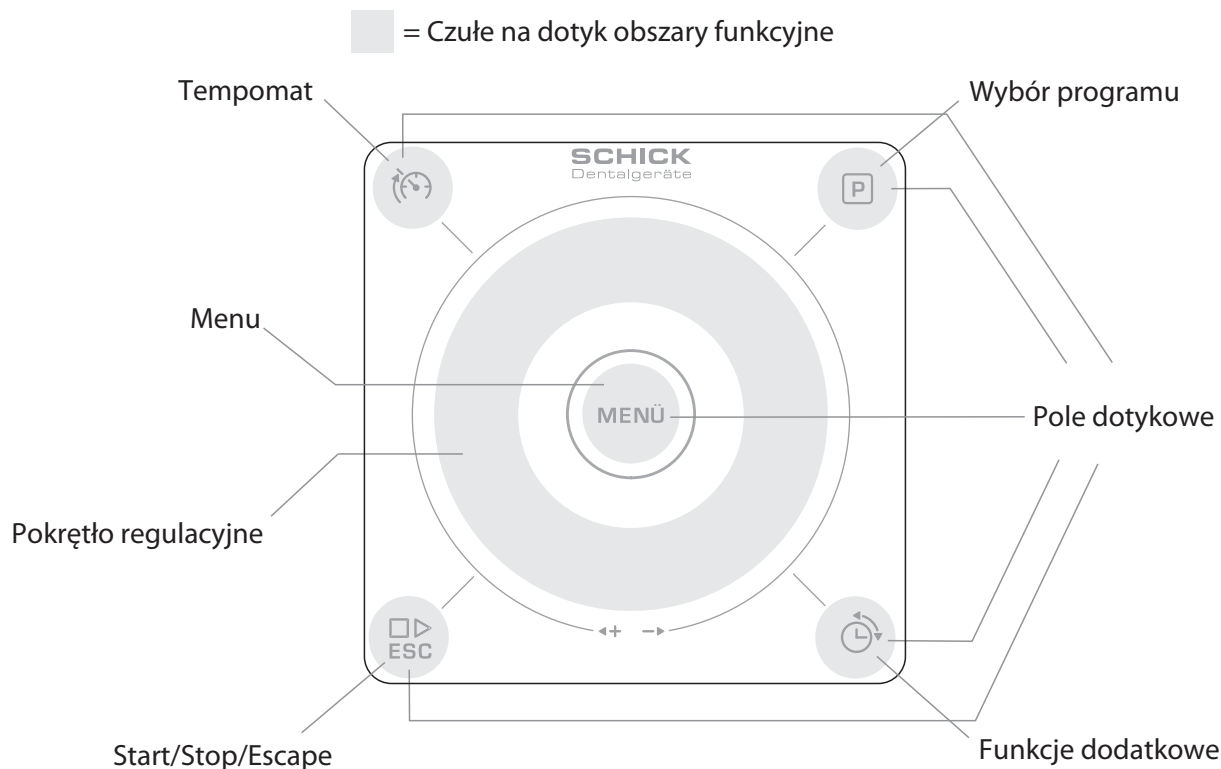 = Czułe na dotyk obszary funkcyjne
Tempomat
Wybór programu
SCHICK
Dentalgeräte
P
Menu
MENÜ
Pole dotykowe
Pokrętło regulacyjne
+ −
ESC
Start/Stop/Escape
Funkcje dodatkowe